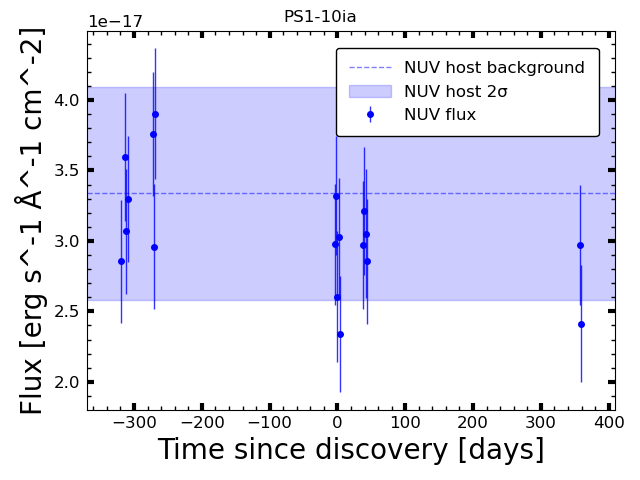 PS1-10ia
1e−17
NUV host background
NUV host 2σ
NUV flux
4.0
3.5
3.0
2.5
2.0
−300 −200 −100 0 100 200 300 400
Time since discovery [days]
Flux [erg s^-1 Å^-1 cm^-2]